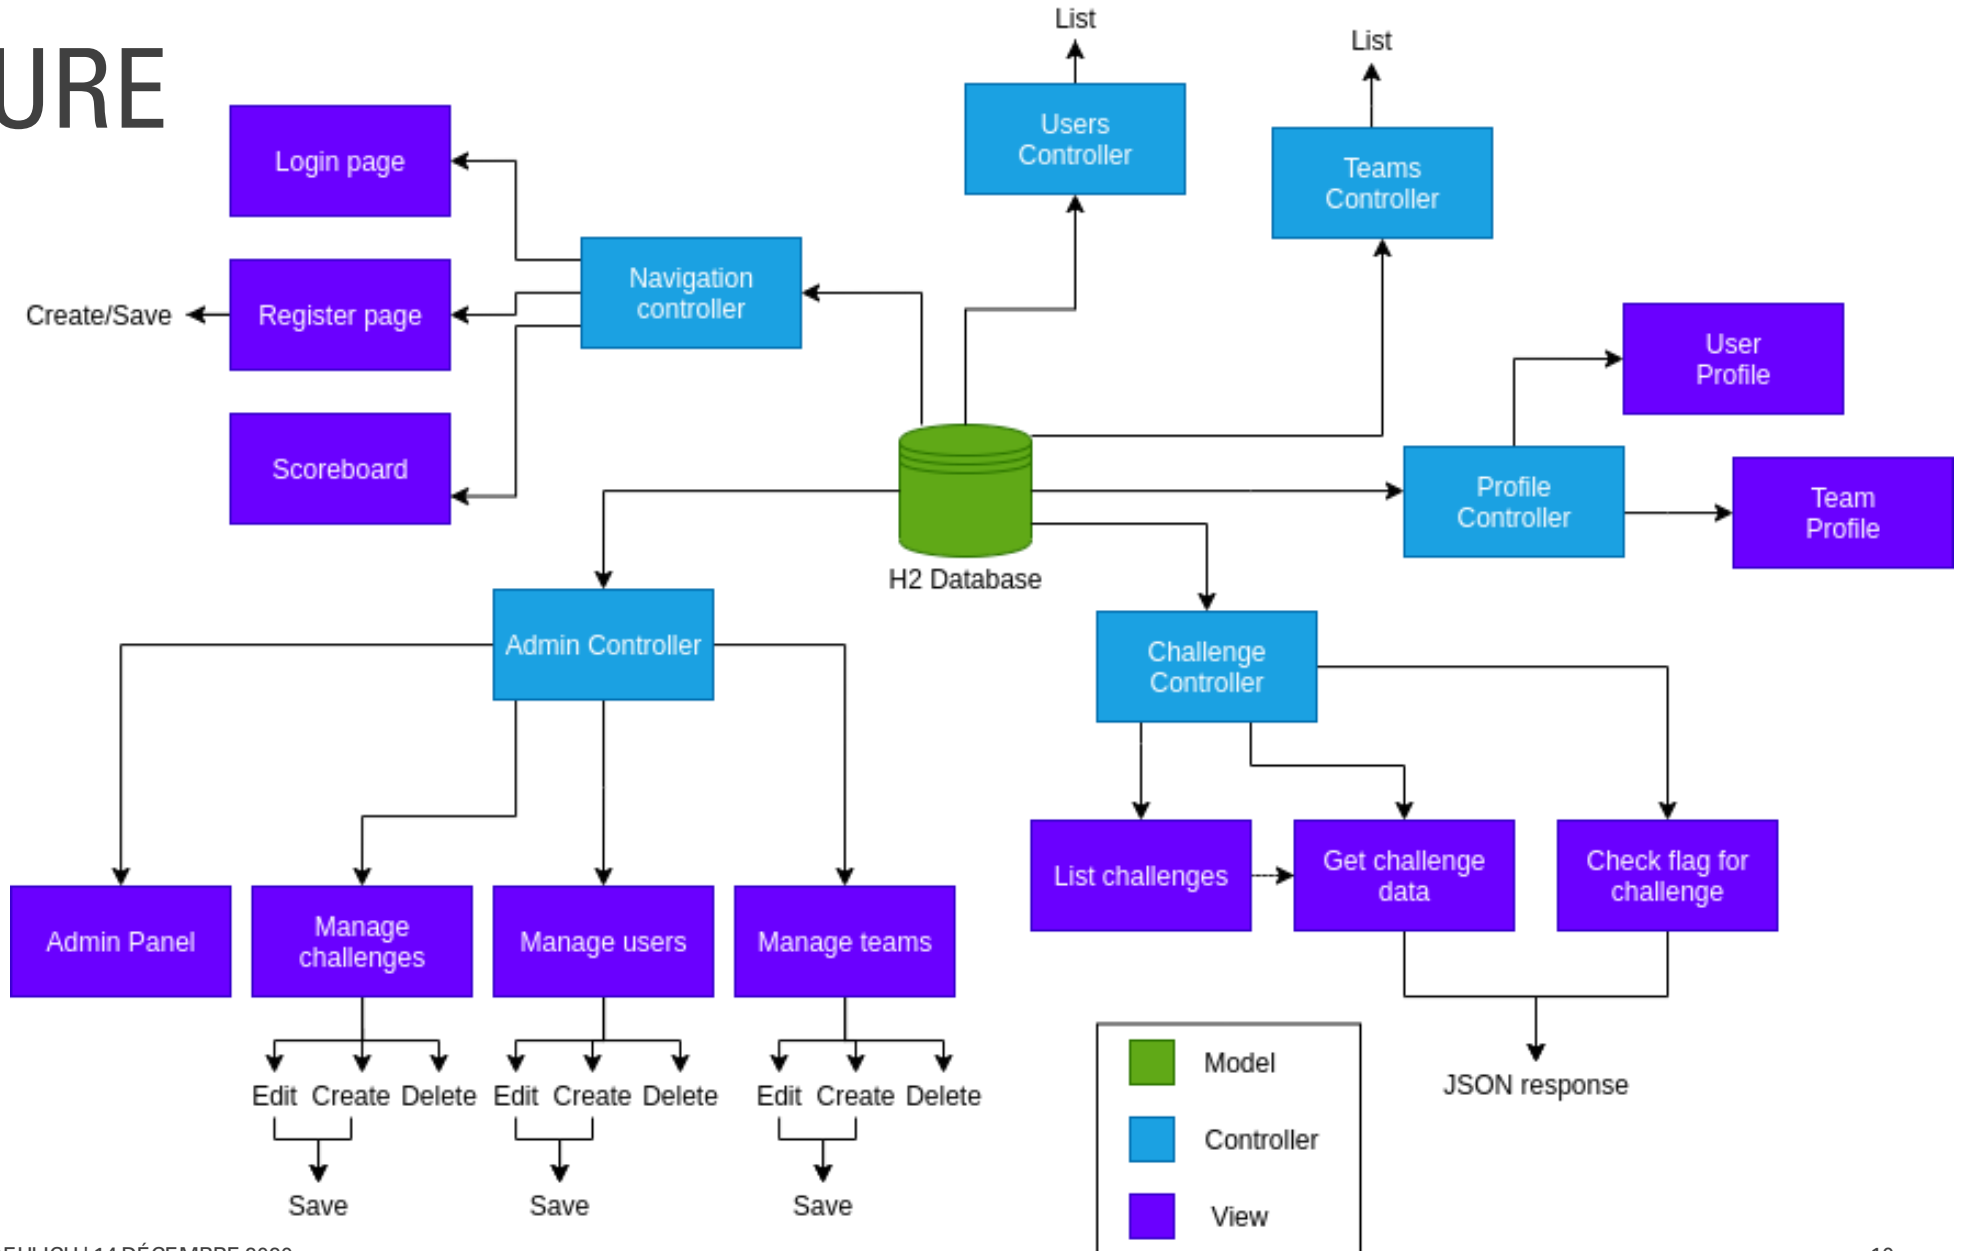 URE
List
List
Users
Controller
Teams
Controller
Login page
Navigation
controller
Register page
Create/Save
Scoreboard
User
Profile
Profile
Controller
Team
Profile
H2 Database
Admin Controller
Challenge
Controller
List challenges
Get challenge
data
Check flag for
challenge
Admin Panel
Manage
challenges
Manage users
Manage teams
Edit Create Delete
Edit Create Delete
Edit Create Delete
Save
Save
Save
JSON response
Model
Controller
View